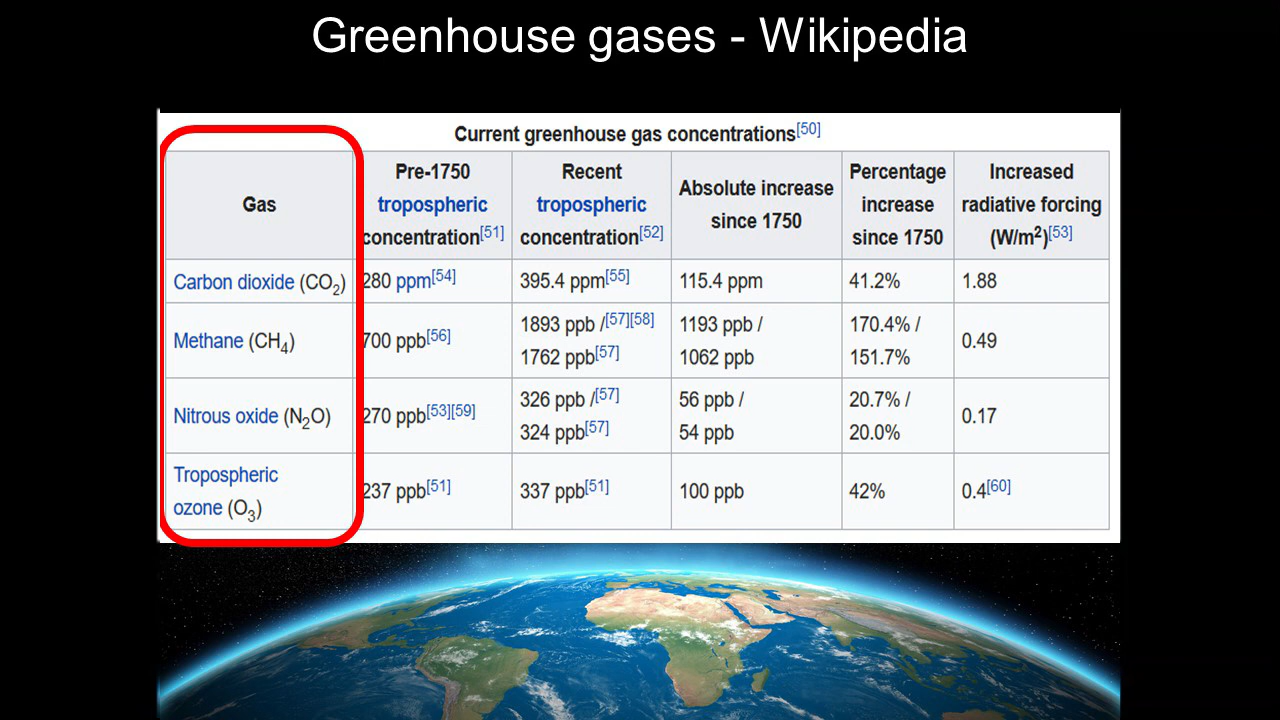 Greenhouse gases - Wikipedia
Current greenhouse gas concentrations[50]
Gas
Pre-1750
tropospheric
concentration[51]
Recent
tropospheric
concentration[52]
Absolute increase
since 1750
Percentage
increase
since 1750
Increased
radiative forcing
(W/m²)[53]
Carbon dioxide (CO₂)
280 ppm[54]
395.4 ppm[55]
115.4 ppm
41.2%
1.88
Methane (CH₄)
700 ppb[56]
1893 ppb /[57][58]
1762 ppb[57]
1193 ppb /
1062 ppb
170.4% /
151.7%
0.49
Nitrous oxide (N₂O)
270 ppb[53][59]
326 ppb /[57]
324 ppb[57]
56 ppb /
54 ppb
20.7% /
20.0%
0.17
Tropospheric
ozone (O₃)
237 ppb[51]
337 ppb[51]
100 ppb
42%
0.4[60]